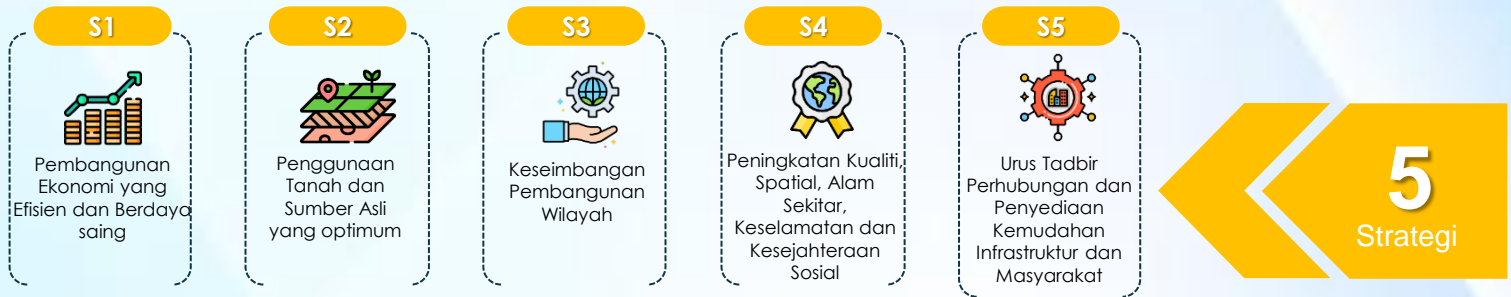 S1
Pembangunan
Ekonomi yang
Efisien dan Berdaya
saing
S2
Penggunaan
Tanah dan
Sumber Asli
yang optimum
S3
Keseimbangan
Pembangunan
Wilayah
S4
Peningkatan Kualiti,
Spatial, Alam
Sekitar,
Keselamatan dan
Kesejahteraan
Sosial
S5
Urus Tadbir
Perhubungan dan
Penyediaan
Kemudahan
Infrastruktur dan
Masyarakat
5
Strategi